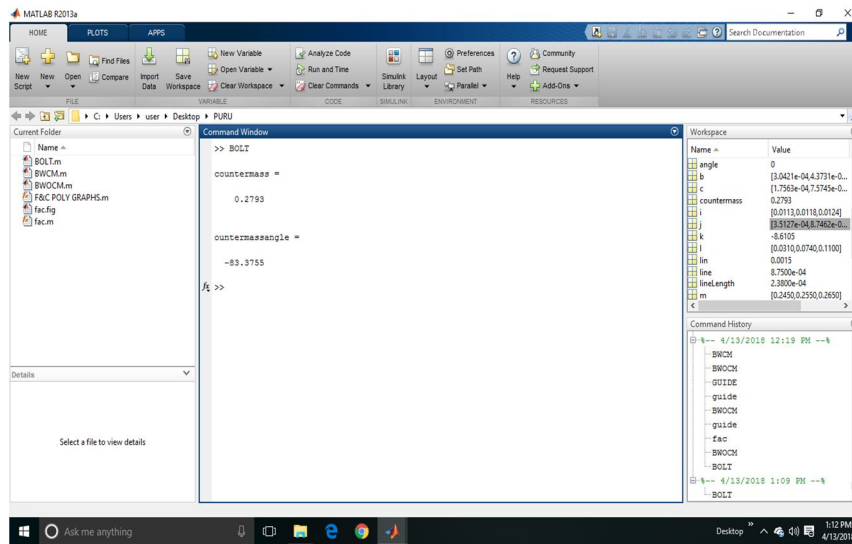 MATLAB R2013a
HOME PLOTS APPS
Search Documentation
New Script
New
Open
Find Files
Compare
Import Data
Save Workspace
New Variable
Open Variable
Clear Workspace
Analyze Code
Run and Time
Clear Commands
Simulink Library
Layout
Preferences
Set Path
Parallel
Help
Community
Request Support
Add-Ons
FILE VARIABLE CODE SIMULINK ENVIRONMENT RESOURCES
C: Users user Desktop PURU
Current Folder
Name
BOLT.m
BWCM.m
BWOCM.m
F&C POLY GRAPHS.m
fac.fig
fac.m
Details
Select a file to view details
Command Window
>> BOLT
countermass =
0.2793
ountermassangle =
-83.3755
fx >>
Workspace
Name Value
angle 0
b [3.0421e-04,4.3731e-0...
c [1.7563e-04,7.5745e-0...
countermass 0.2793
i [0.0113,0.0118,0.0124]
j [3.5127e-04,8.7462e-0...
k -8.6105
l [0.0310,0.0740,0.1100]
lin 0.0015
line 8.7500e-04
lineLength 2.3800e-04
m [0.2450,0.2550,0.2650]
Command History
%-- 4/13/2018 12:19 PM --%
BWCM
BWOCM
GUIDE
guide
BWOCM
guide
fac
BWOCM
BOLT
%-- 4/13/2018 1:09 PM --%
BOLT
Ask me anything
Desktop
1:12 PM
4/13/201